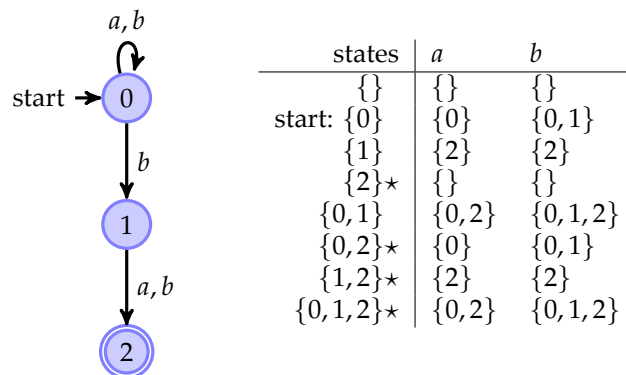 a, b
start 0
b
1
a, b
2
states a b
{} {} {}
start: {0} {0} {0, 1}
{1} {2} {2}
{2}⋆ {} {}
{0, 1} {0, 2} {0, 1, 2}
{0, 2}⋆ {0} {0, 1}
{1, 2}⋆ {2} {2}
{0, 1, 2}⋆ {0, 2} {0, 1, 2}